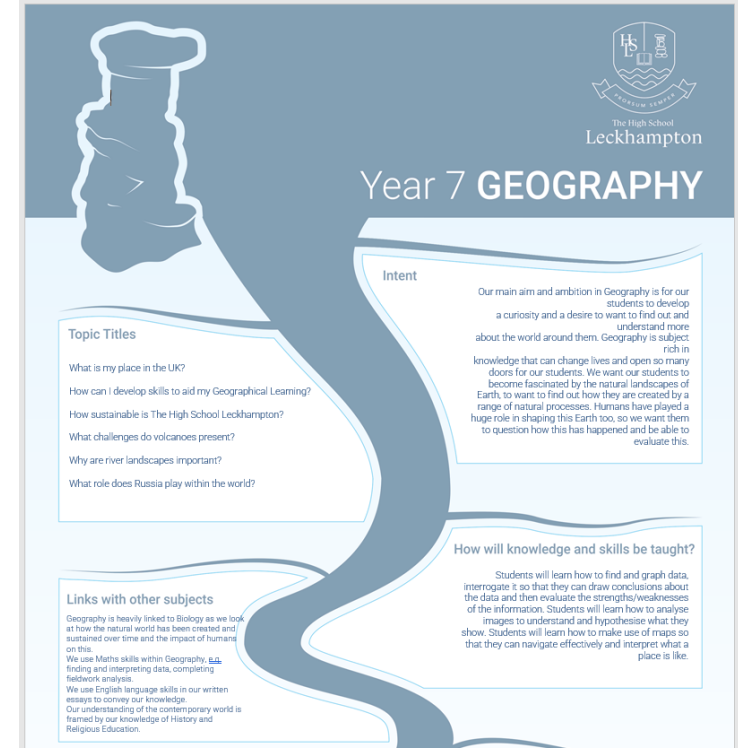 HLS
PRORSUM SEMPER
The High School
Leckhampton
Year 7 GEOGRAPHY
Intent
Our main aim and ambition in Geography is for our
students to develop
a curiosity and a desire to want to find out and
understand more
about the world around them. Geography is subject
rich in
knowledge that can change lives and open so many
doors for our students. We want our students to
become fascinated by the natural landscapes of
Earth, to want to find out how they are created by a
range of natural processes. Humans have played a
huge role in shaping this Earth too, so we want them
to question how this has happened and be able to
evaluate this.
Topic Titles
What is my place in the UK?
How can I develop skills to aid my Geographical Learning?
How sustainable is The High School Leckhampton?
What challenges do volcanoes present?
Why are river landscapes important?
What role does Russia play within the world?
How will knowledge and skills be taught?
Students will learn how to find and graph data,
interrogate it so that they can draw conclusions about
the data and then evaluate the strengths/weaknesses
of the information. Students will learn how to analyse
images to understand and hypothesise what they
show. Students will learn how to make use of maps so
that they can navigate effectively and interpret what a
place is like.
Links with other subjects
Geography is heavily linked to Biology as we look
at how the natural world has been created and
sustained over time and the impact of humans
on this.
We use Maths skills within Geography, e.g.
finding and interpreting data, completing
fieldwork analysis.
We use English language skills in our written
essays to convey our knowledge.
Our understanding of the contemporary world is
framed by our knowledge of History and
Religious Education.